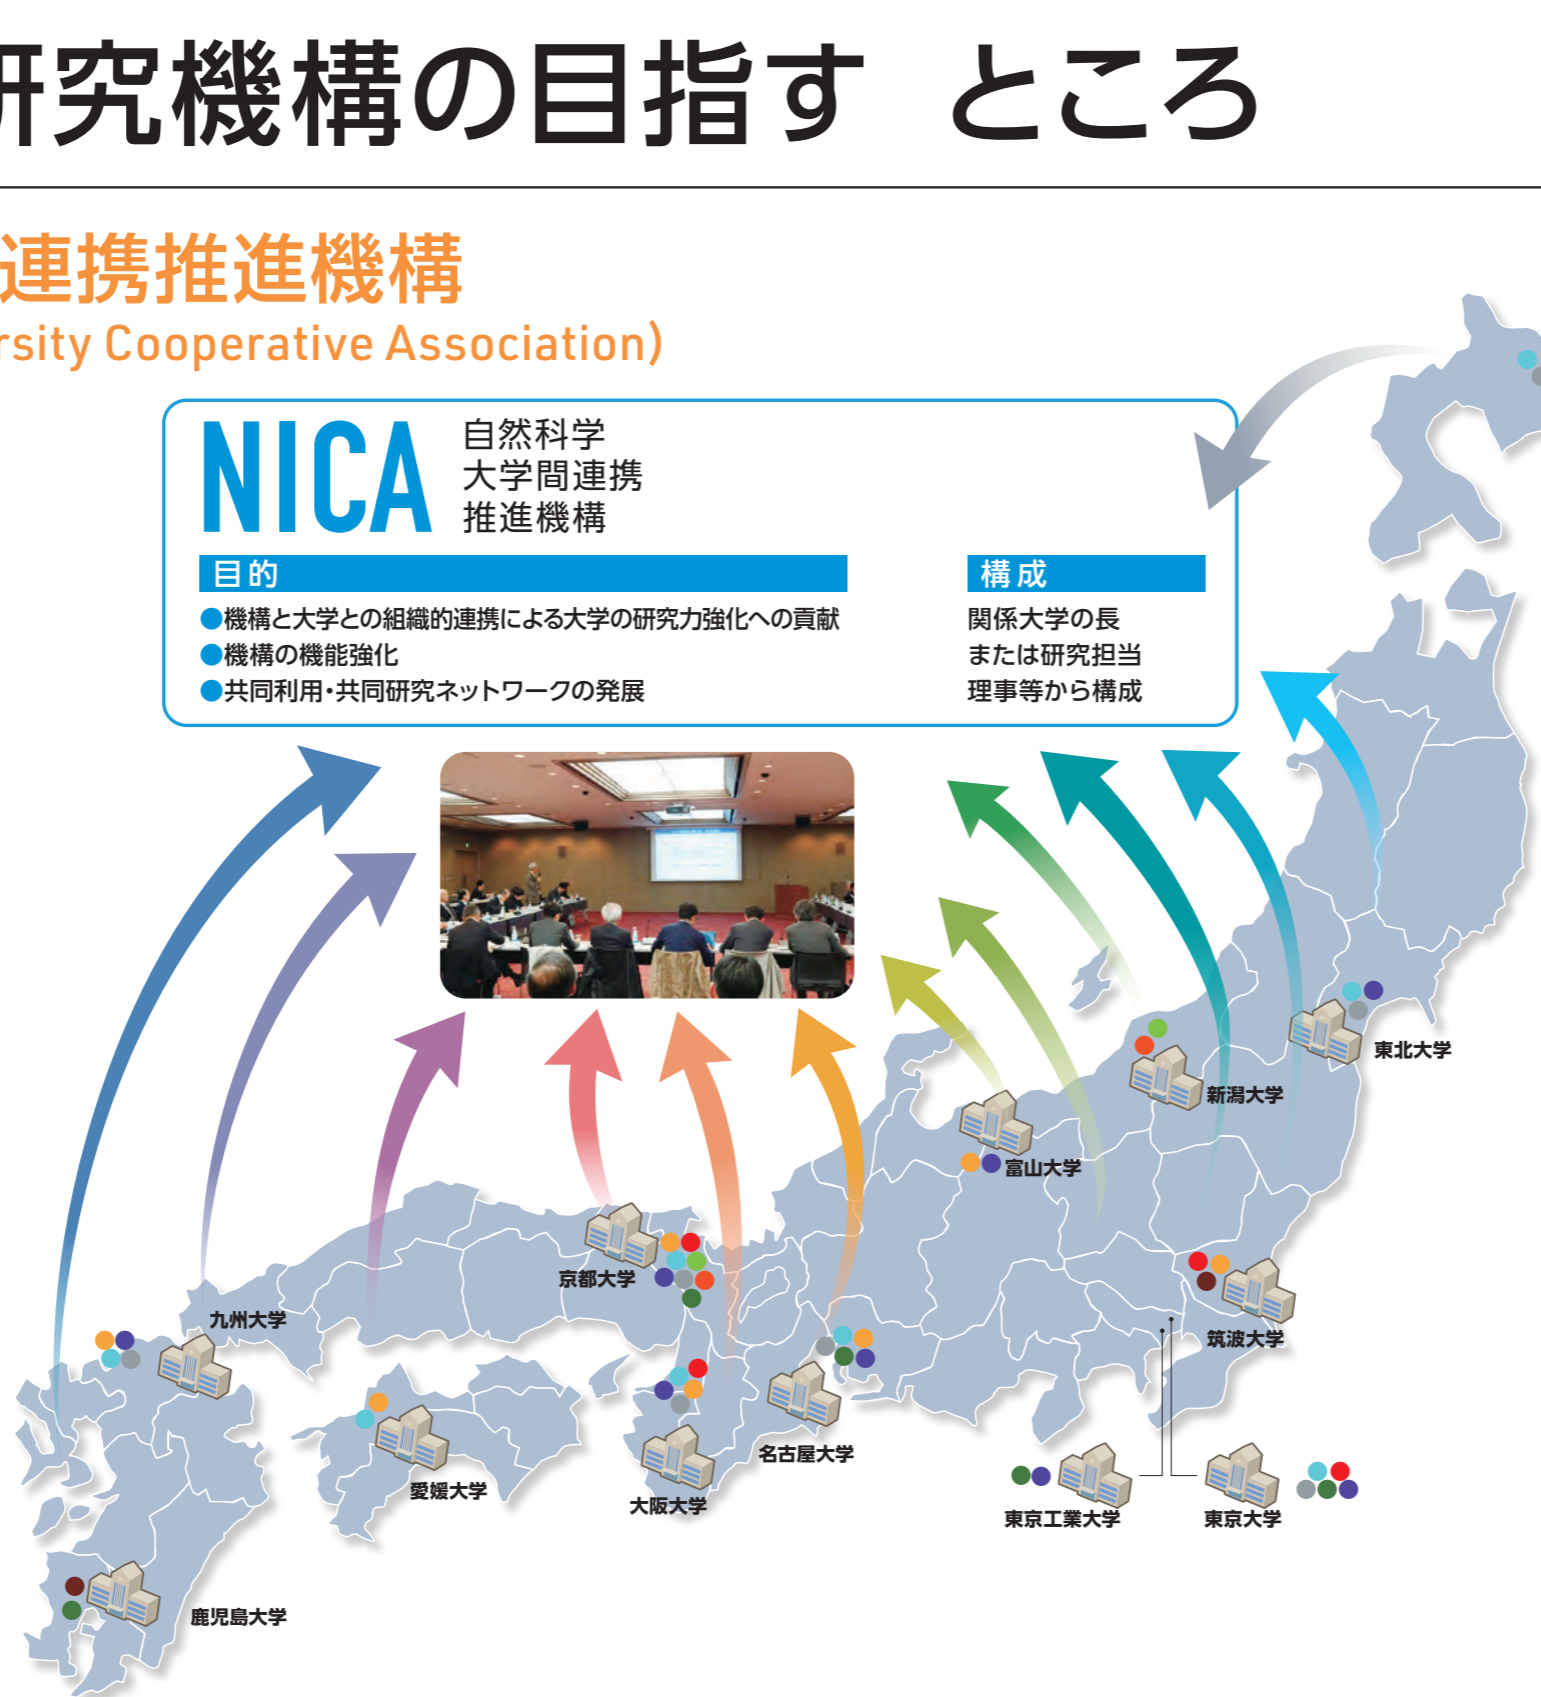 研究機構の目指す ところ
連携推進機構
rsity Cooperative Association)
NICA
自然科学
大学間連携
推進機構
目的
●機構と大学との組織的連携による大学の研究力強化への貢献
●機構の機能強化
●共同利用・共同研究ネットワークの発展
構成
関係大学の長
または研究担当
理事等から構成
東北大学
新潟大学
富山大学
京都大学
九州大学
筑波大学
名古屋大学
愛媛大学
大阪大学
東京工業大学
東京大学
鹿児島大学